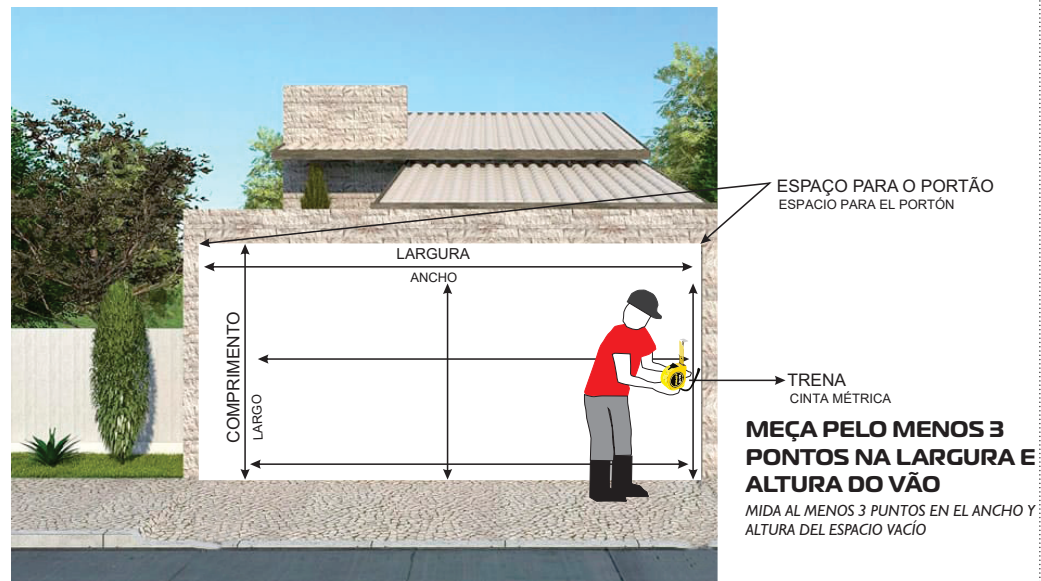 ESPAÇO PARA O PORTÃO
ESPACIO PARA EL PORTÓN
LARGURA
ANCHO
COMPRIMENTO
LARGO
TRENA
CINTA MÉTRICA
MEÇA PELO MENOS 3
PONTOS NA LARGURA E
ALTURA DO VÃO
MIDA AL MENOS 3 PUNTOS EN EL ANCHO Y
ALTURA DEL ESPACIO VACÍO